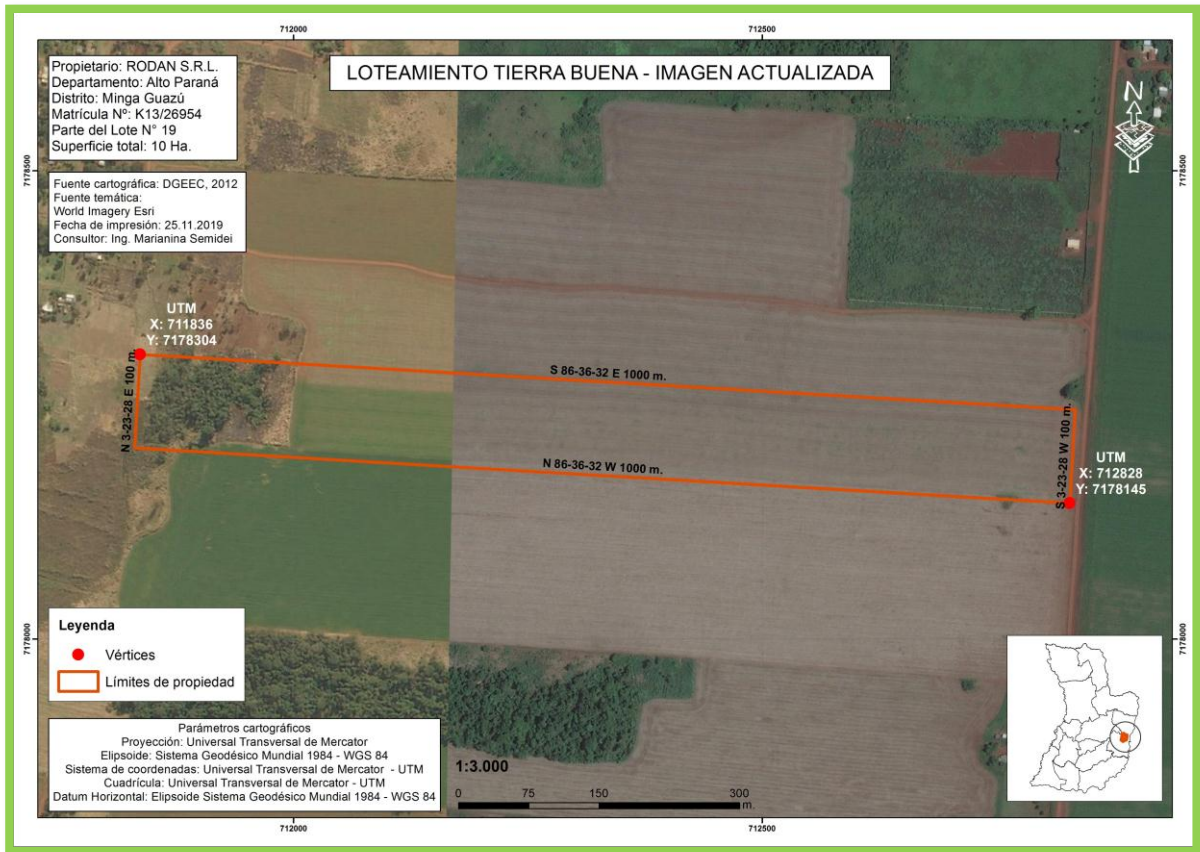 712000
712500
Propietario: RODAN S.R.L.
Departamento: Alto Paraná
Distrito: Minga Guazú
Matrícula Nº: K13/26954
Parte del Lote N° 19
Superficie total: 10 Ha.
LOTEAMIENTO TIERRA BUENA - IMAGEN ACTUALIZADA
N
7178500
7178500
Fuente cartográfica: DGEEC, 2012
Fuente temática:
World Imagery Esri
Fecha de impresión: 25.11.2019
Consultor: Ing. Marianina Semidei
UTM
X: 711836
Y: 7178304
N 3-23-28 E 100 m.
S 86-36-32 E 1000 m.
N 86-36-32 W 1000 m.
S 3-23-28 W 100 m.
UTM
X: 712828
Y: 7178145
7178000
7178000
Leyenda
Vértices
Límites de propiedad
Parámetros cartográficos
Proyección: Universal Transversal de Mercator
Elipsoide: Sistema Geodésico Mundial 1984 - WGS 84
Sistema de coordenadas: Universal Transversal de Mercator - UTM
Cuadrícula: Universal Transversal de Mercator - UTM
Datum Horizontal: Elipsoide Sistema Geodésico Mundial 1984 - WGS 84
1:3.000
0 75 150 300
m.
712000
712500